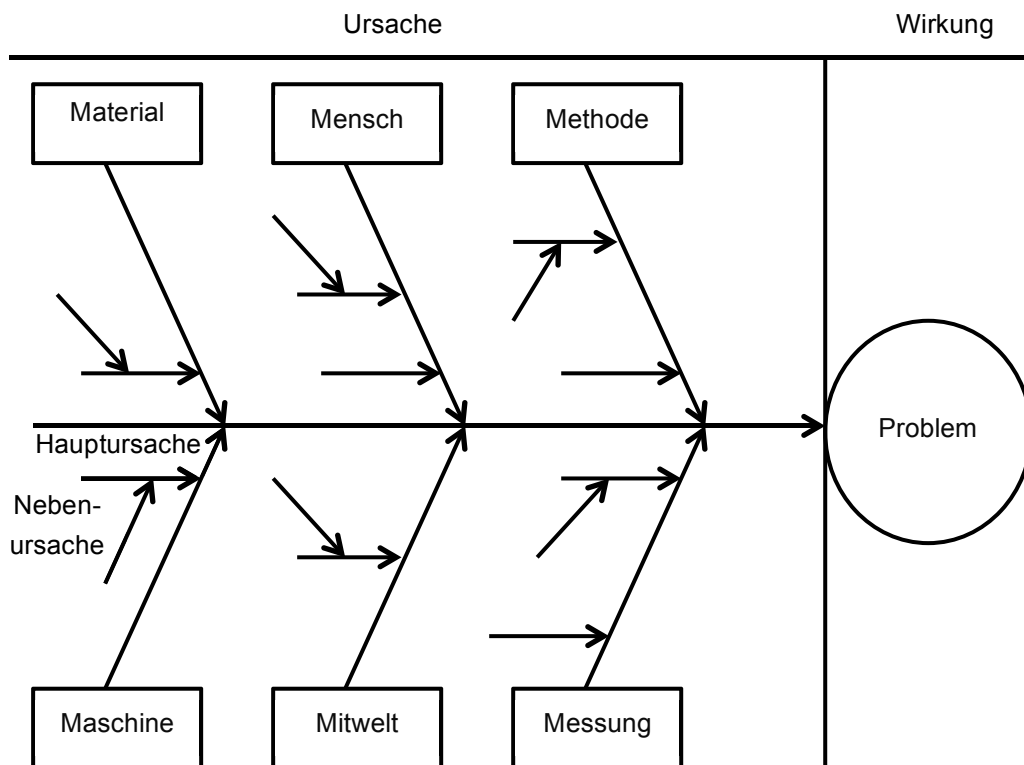 Ursache
Wirkung
Material
Mensch
Methode
Hauptursache
Neben-
ursache
Problem
Maschine
Mitwelt
Messung